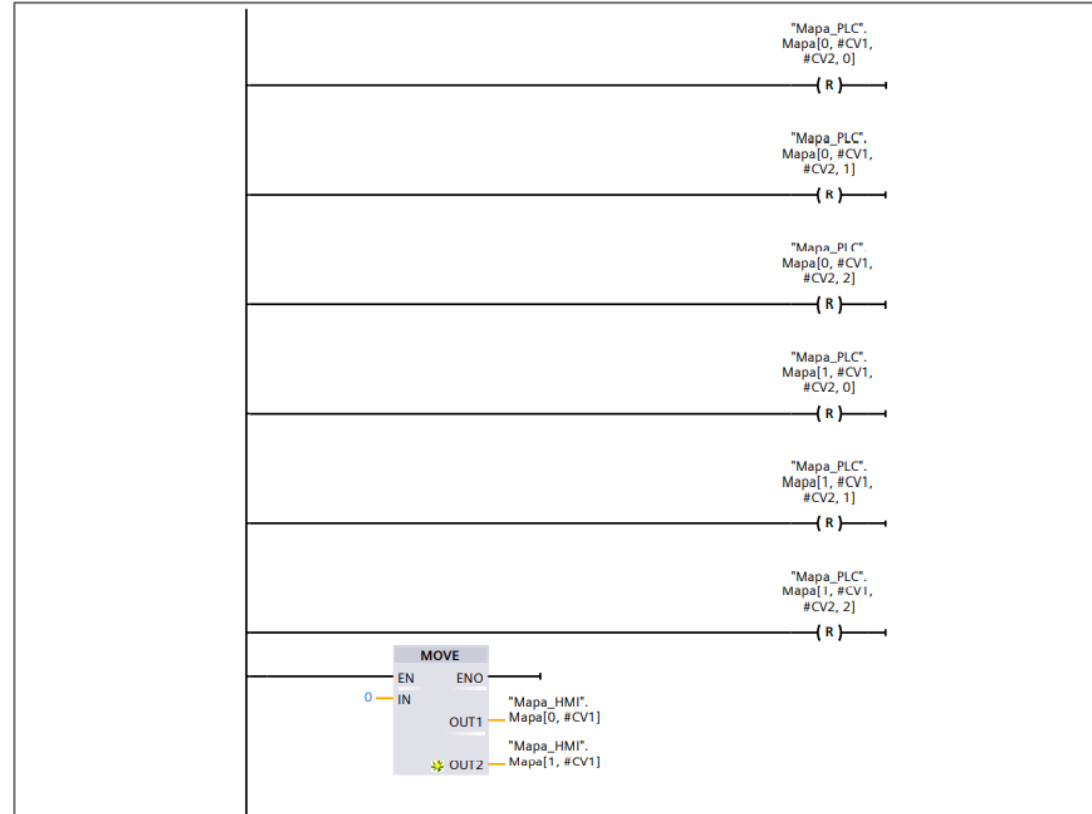 "Mapa_PLC".
Mapa[0, #CV1,
#CV2, 0]
( R )
"Mapa_PLC".
Mapa[0, #CV1,
#CV2, 1]
( R )
"Mapa_PLC".
Mapa[0, #CV1,
#CV2, 2]
( R )
"Mapa_PLC".
Mapa[1, #CV1,
#CV2, 0]
( R )
"Mapa_PLC".
Mapa[1, #CV1,
#CV2, 1]
( R )
"Mapa_PLC".
Mapa[1, #CV1,
#CV2, 2]
( R )
MOVE
EN ENO
0 IN
"Mapa_HMI".
OUT1 Mapa[0, #CV1]
"Mapa_HMI".
OUT2 Mapa[1, #CV1]